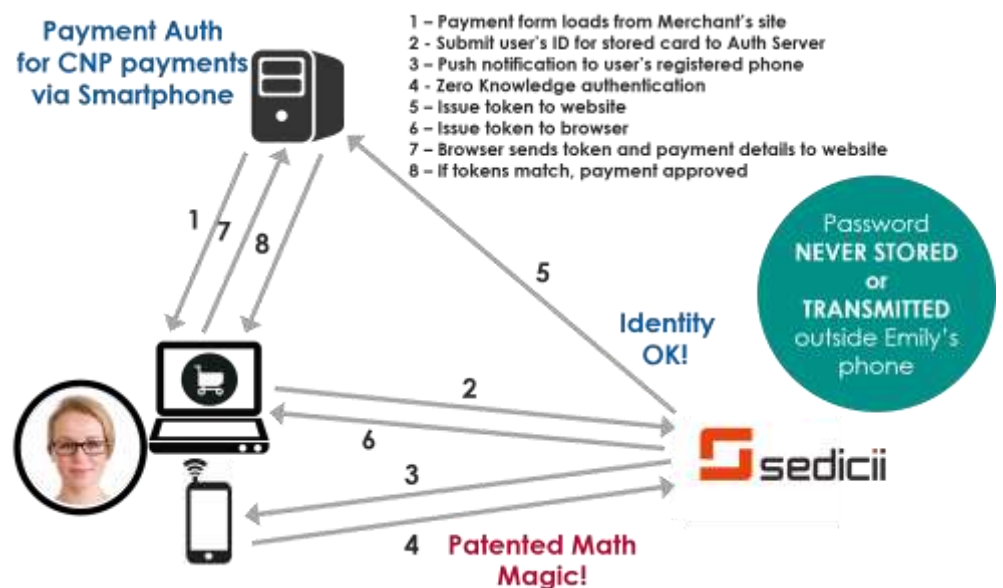 Payment Auth
for CNP payments
via Smartphone
1 – Payment form loads from Merchant's site
2 - Submit user's ID for stored card to Auth Server
3 – Push notification to user's registered phone
4 - Zero Knowledge authentication
5 – Issue token to website
6 – Issue token to browser
7 – Browser sends token and payment details to website
8 – If tokens match, payment approved
1
7
8
5
Password
NEVER STORED
or
TRANSMITTED
outside Emily's
phone
Identity
OK!
2
6
sedicii
3
4
Patented Math
Magic!